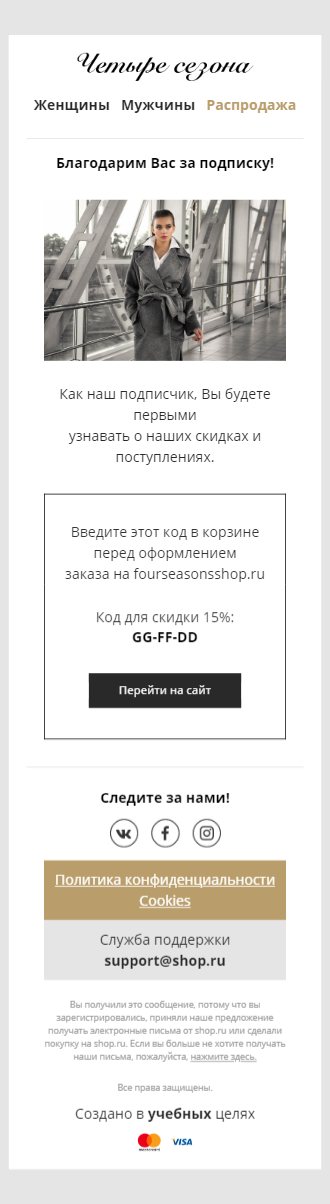 Четыре сезона
Женщины Мужчины Распродажа
Благодарим Вас за подписку!
Как наш подписчик, Вы будете
первыми
узнавать о наших скидках и
поступлениях.
Введите этот код в корзине
перед оформлением
заказа на fourseasonsshop.ru
Код для скидки 15%:
GG-FF-DD
Перейти на сайт
Следите за нами!
Политика конфиденциальности
Cookies
Служба поддержки
support@shop.ru
Вы получили это сообщение, потому что вы
зарегистрировались, приняли наше предложение
получать электронные письма от shop.ru или сделали
покупку на shop.ru. Если вы больше не хотите получать
наши письма, пожалуйста, нажмите здесь.
Все права защищены.
Создано в учебных целях
VISA